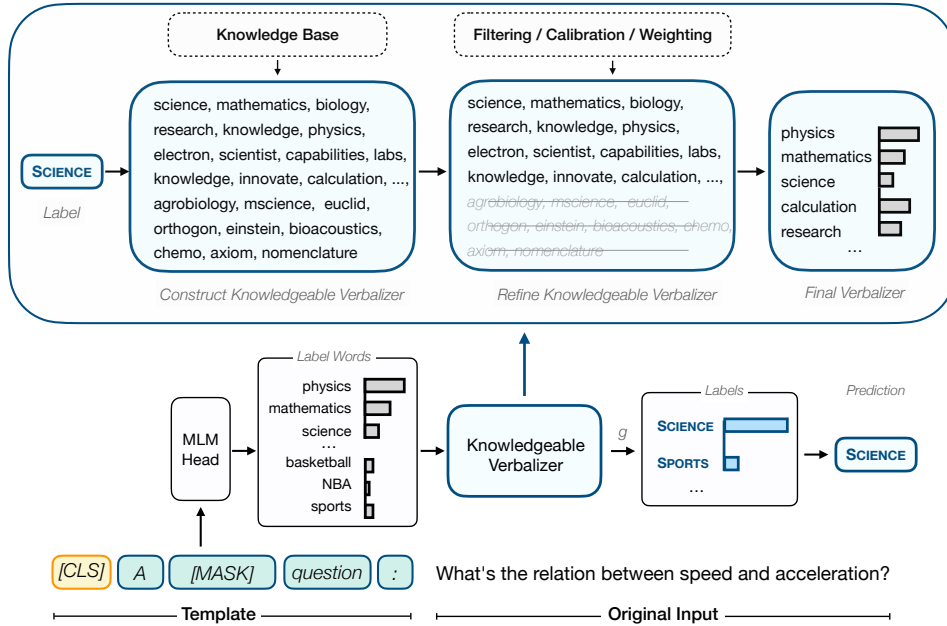 Knowledge Base
Filtering / Calibration / Weighting
SCIENCE
Label
science, mathematics, biology,
research, knowledge, physics,
electron, scientist, capabilities, labs,
knowledge, innovate, calculation, ...,
agrobiology, mscience, euclid,
orthogon, einstein, bioacoustics,
chemo, axiom, nomenclature
Construct Knowledgeable Verbalizer
science, mathematics, biology,
research, knowledge, physics,
electron, scientist, capabilities, labs,
knowledge, innovate, calculation, ...,
agrobiology, mscience, euclid,
orthogon, einstein, bioacoustics, chemo,
axiom, nomenclature
Refine Knowledgeable Verbalizer
physics
mathematics
science
calculation
research
...
Final Verbalizer
MLM
Head
Label Words
physics
mathematics
science
...
basketball
NBA
sports
Knowledgeable
Verbalizer
g
Labels
SCIENCE
SPORTS
...
Prediction
SCIENCE
[CLS] A [MASK] question : What's the relation between speed and acceleration?
Template
Original Input